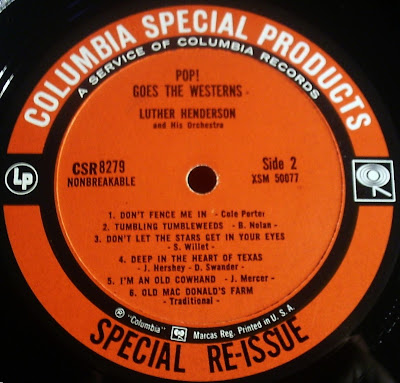 COLUMBIA SPECIAL PRODUCTS
A SERVICE OF COLUMBIA RECORDS
POP!
GOES THE WESTERNS
LUTHER HENDERSON
and His Orchestra
CSR8279
NONBREAKABLE
Side 2
XSM 50077
Lp
1. DON'T FENCE ME IN - Cole Porter
2. TUMBLING TUMBLEWEEDS - B. Nolan
3. DON'T LET THE STARS GET IN YOUR EYES
- S. Willet -
4. DEEP IN THE HEART OF TEXAS
- J. Hershey - D. Swander -
5. I'M AN OLD COWHAND - J. Mercer -
6. OLD MAC DONALD'S FARM
- Traditional -
® "Columbia" Marcas Reg. Printed in U.S.A.
SPECIAL RE-ISSUE